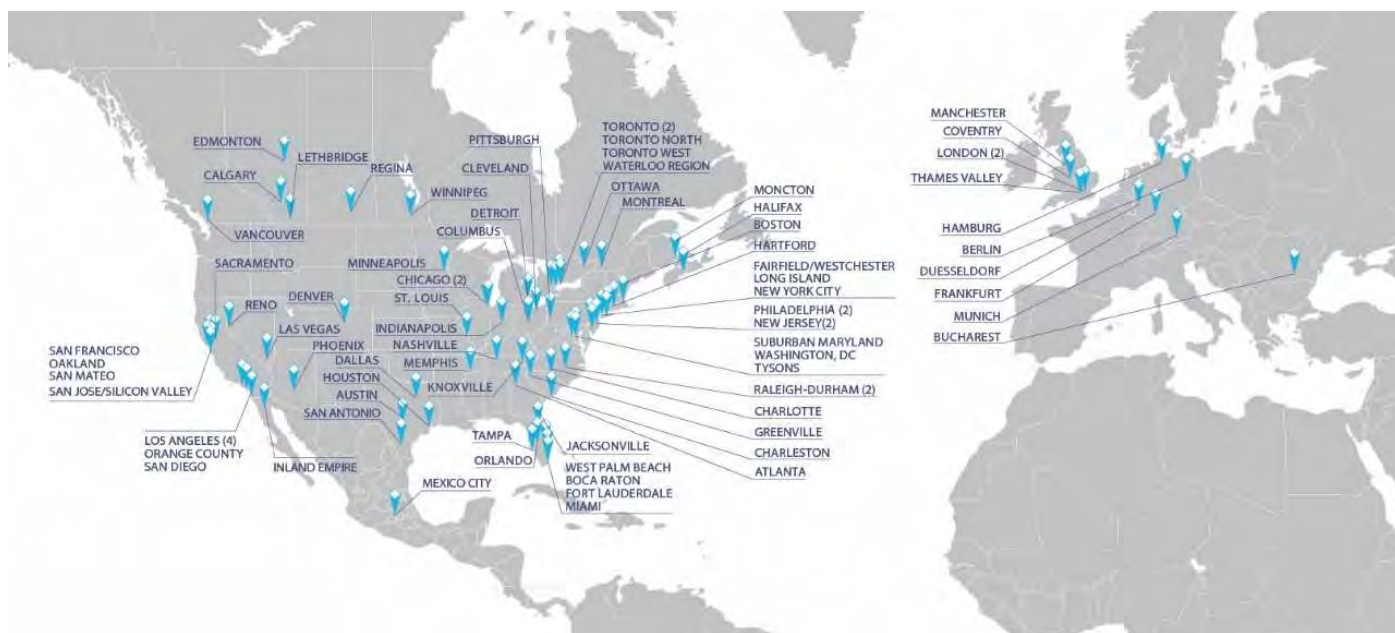 EDMONTON
LETHBRIDGE
CALGARY
REGINA
WINNIPEG
VANCOUVER
SACRAMENTO
MINNEAPOLIS
RENO
DENVER
LAS VEGAS
PHOENIX
SAN FRANCISCO
OAKLAND
SAN MATEO
SAN JOSE/SILICON VALLEY
LOS ANGELES (4)
ORANGE COUNTY
SAN DIEGO
INLAND EMPIRE
PITTSBURGH
CLEVELAND
DETROIT
COLUMBUS
CHICAGO (2)
ST. LOUIS
INDIANAPOLIS
NASHVILLE
MEMPHIS
KNOXVILLE
DALLAS
HOUSTON
AUSTIN
SAN ANTONIO
MEXICO CITY
TORONTO (2)
TORONTO NORTH
TORONTO WEST
WATERLOO REGION
OTTAWA
MONTREAL
MONCTON
HALIFAX
BOSTON
HARTFORD
FAIRFIELD/WESTCHESTER
LONG ISLAND
NEW YORK CITY
PHILADELPHIA (2)
NEW JERSEY(2)
SUBURBAN MARYLAND
WASHINGTON, DC
TYSONS
RALEIGH-DURHAM (2)
CHARLOTTE
GREENVILLE
CHARLESTON
ATLANTA
TAMPA
ORLANDO
JACKSONVILLE
WEST PALM BEACH
BOCA RATON
FORT LAUDERDALE
MIAMI
MANCHESTER
COVENTRY
LONDON (2)
THAMES VALLEY
HAMBURG
BERLIN
DUESSELDORF
FRANKFURT
MUNICH
BUCHAREST